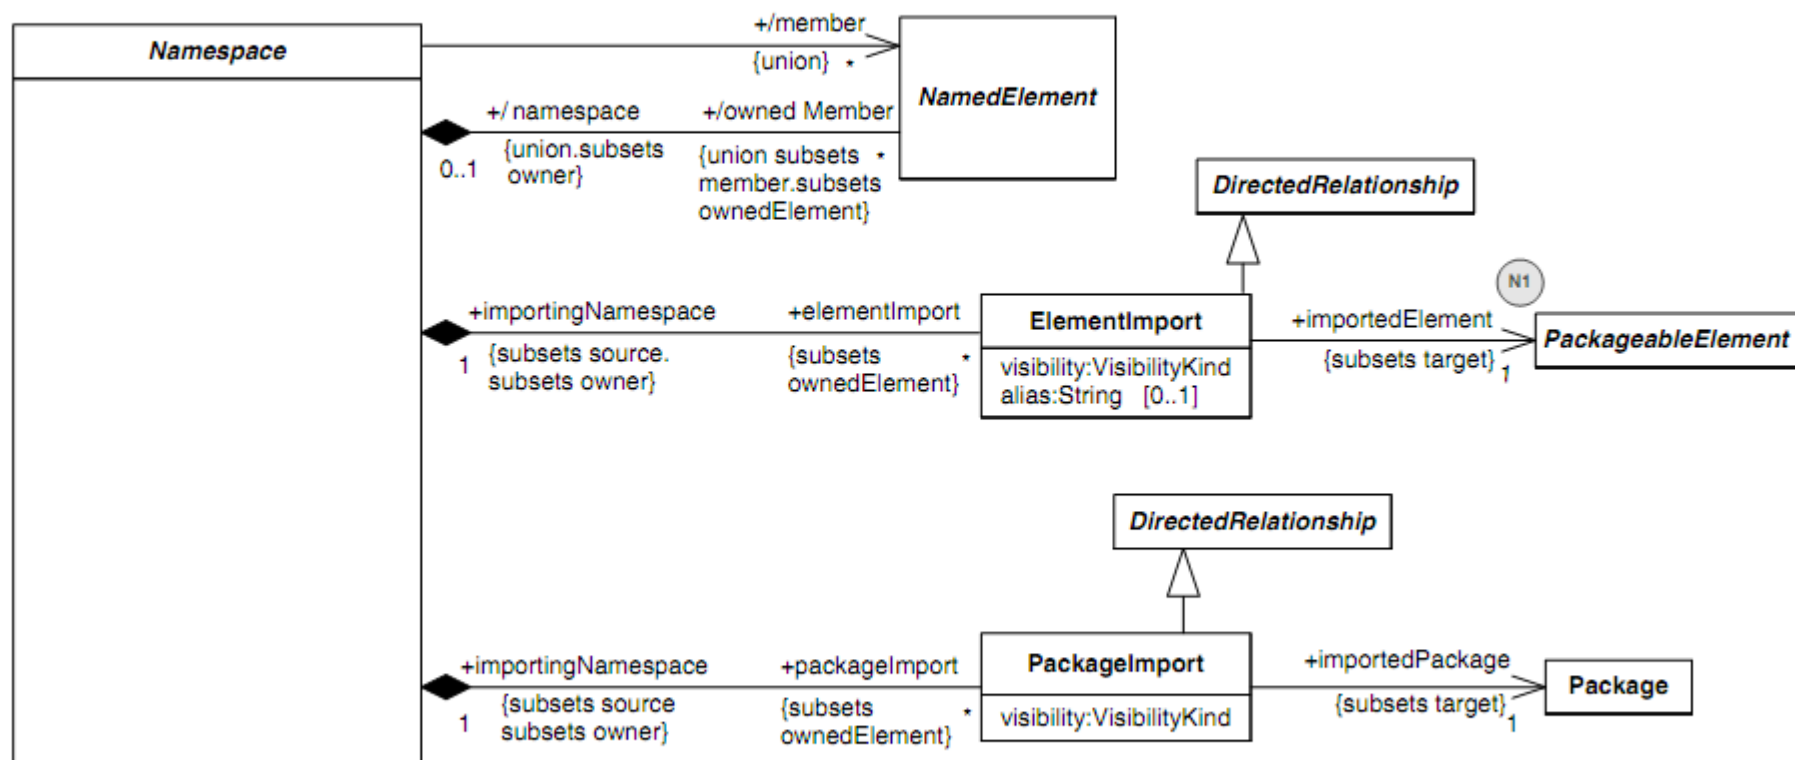 Namespace
+/member
{union} *
NamedElement
+/ namespace
+/owned Member
0..1
{union.subsets
owner}
{union subsets *
member.subsets
ownedElement}
DirectedRelationship
N1
+importingNamespace
+elementImport
1
{subsets source.
subsets owner}
{subsets *
ownedElement}
ElementImport
visibility:VisibilityKind
alias:String [0..1]
+importedElement
{subsets target}
1
PackageableElement
DirectedRelationship
+importingNamespace
+packageImport
1
{subsets source
subsets owner}
{subsets *
ownedElement}
PackageImport
visibility:VisibilityKind
+importedPackage
{subsets target}
1
Package